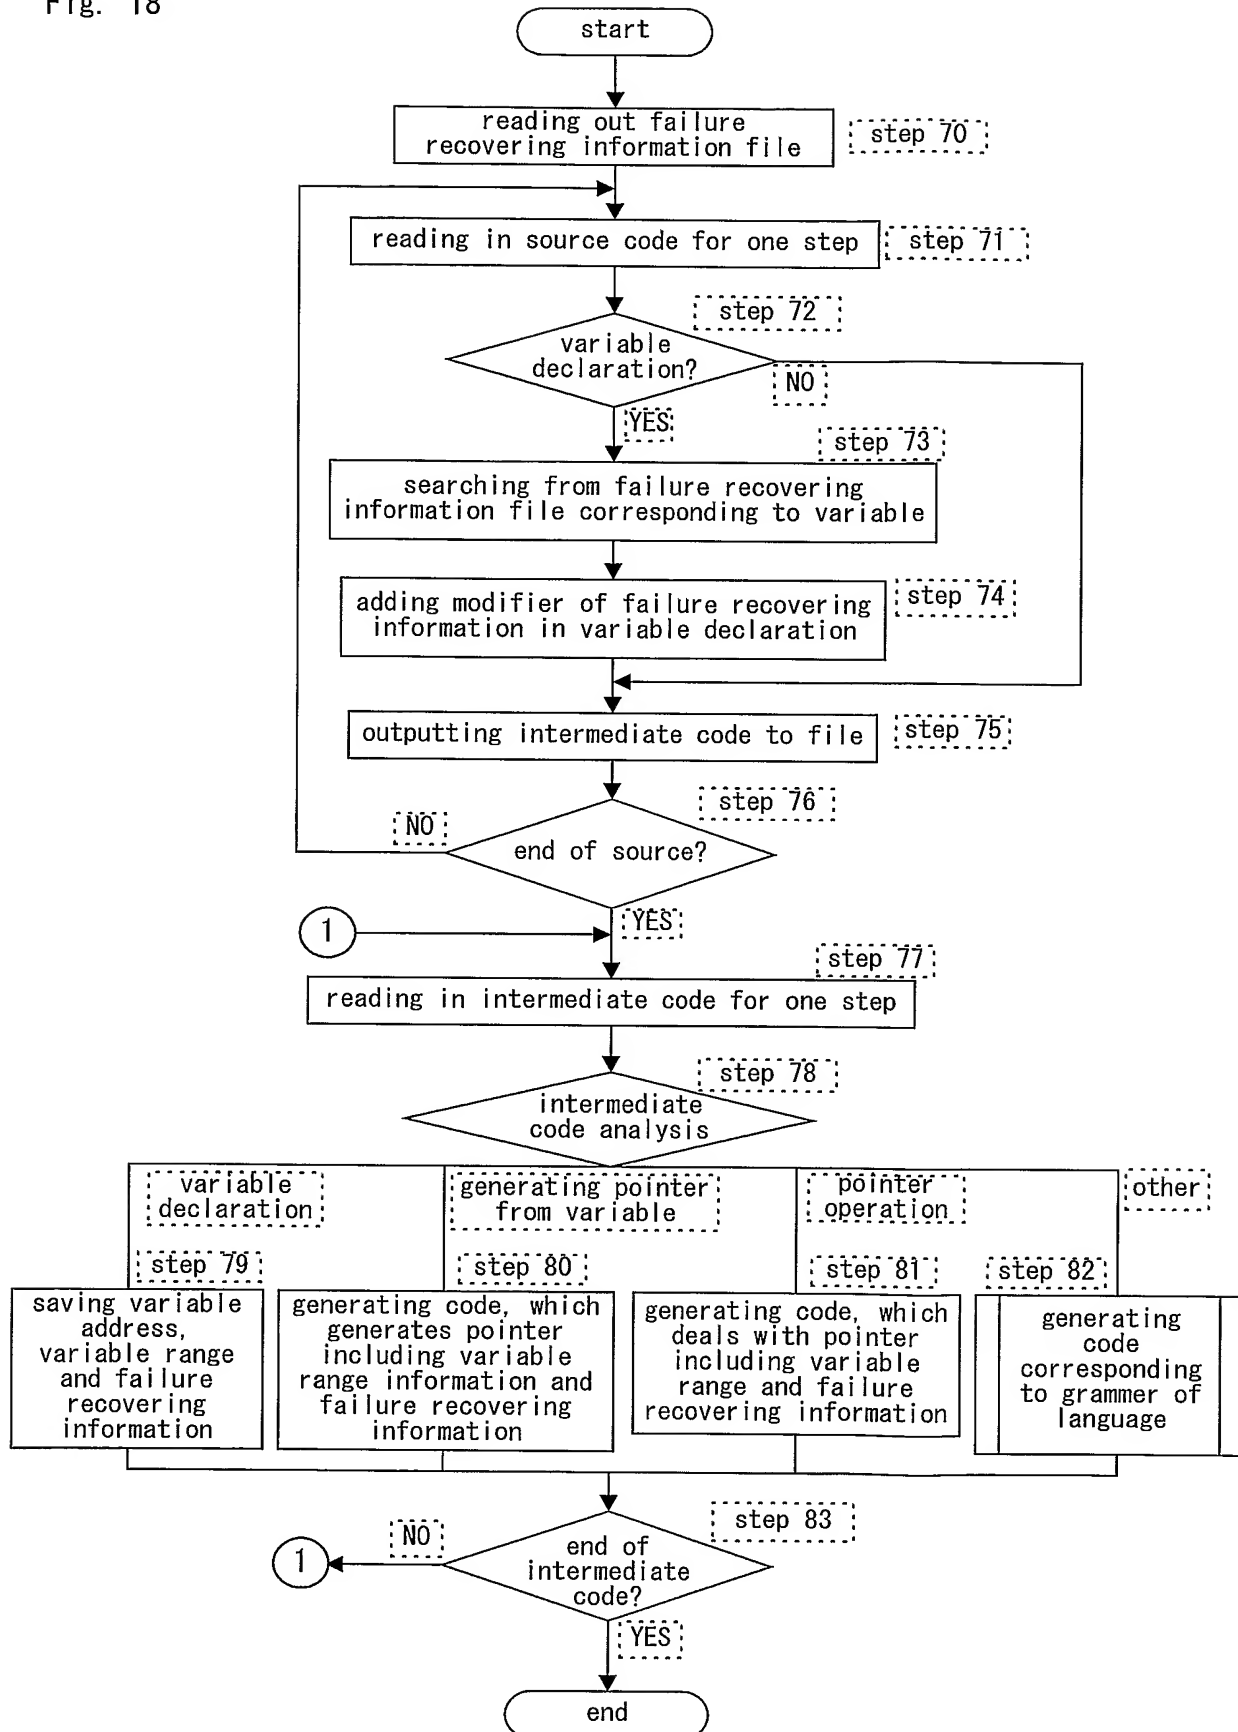 Fig. 18
start
reading out failure
recovering information file
step 70
reading in source code for one step
step 71
step 72
variable
declaration?
NO
YES
step 73
searching from failure recovering
information file corresponding to variable
adding modifier of failure recovering
information in variable declaration
step 74
outputting intermediate code to file
step 75
step 76
NO
end of source?
YES
1
step 77
reading in intermediate code for one step
step 78
intermediate
code analysis
variable
declaration
generating pointer
from variable
pointer
operation
other
step 79
step 80
step 81
step 82
saving variable
address,
variable range
and failure
recovering
information
generating code, which
generates pointer
including variable
range information and
failure recovering
information
generating code, which
deals with pointer
including variable
range and failure
recovering information
generating
code
corresponding
to grammer of
language
step 83
NO
1
end of
intermediate
code?
YES
end